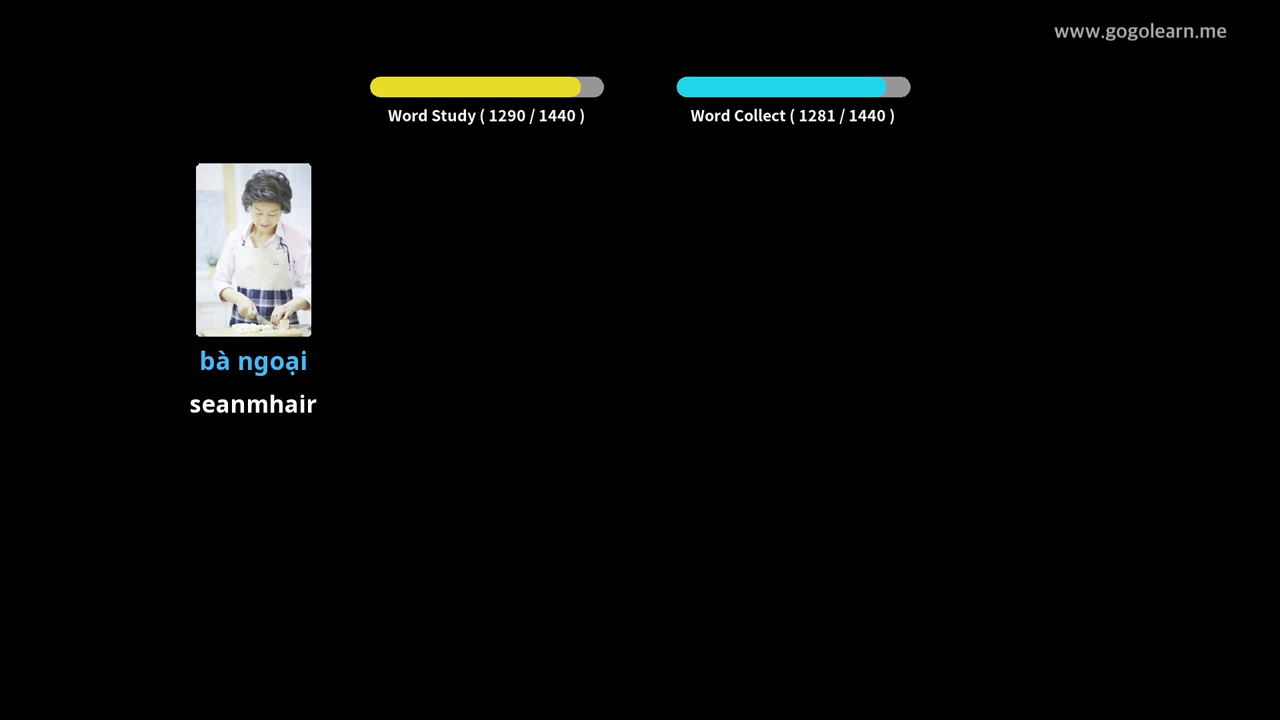 www.gogolearn.me
Word Study ( 1290 / 1440 )
Word Collect ( 1281 / 1440 )
bà ngoại
seanmhair